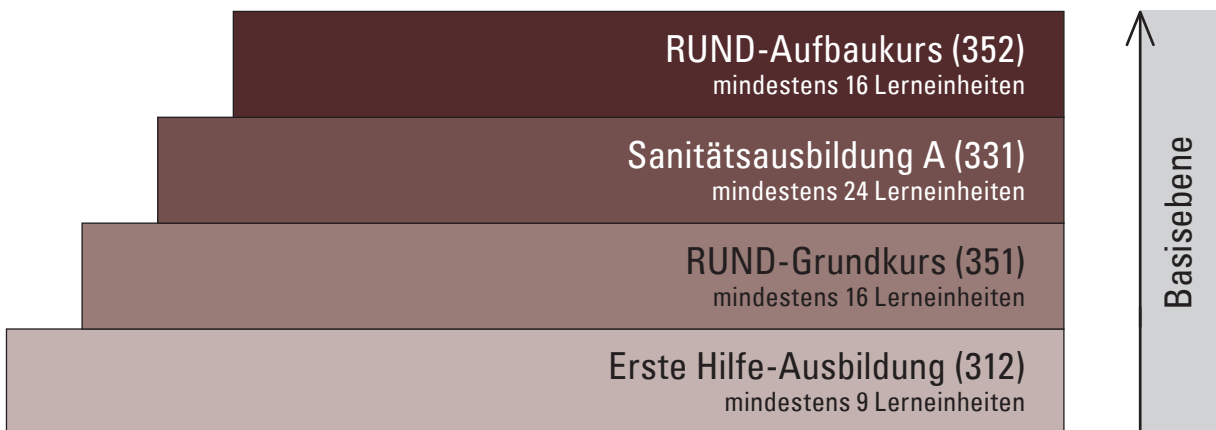 RUND-Aufbaukurs (352)
mindestens 16 Lerneinheiten
Sanitätsausbildung A (331)
mindestens 24 Lerneinheiten
RUND-Grundkurs (351)
mindestens 16 Lerneinheiten
Erste Hilfe-Ausbildung (312)
mindestens 9 Lerneinheiten
Basisebene